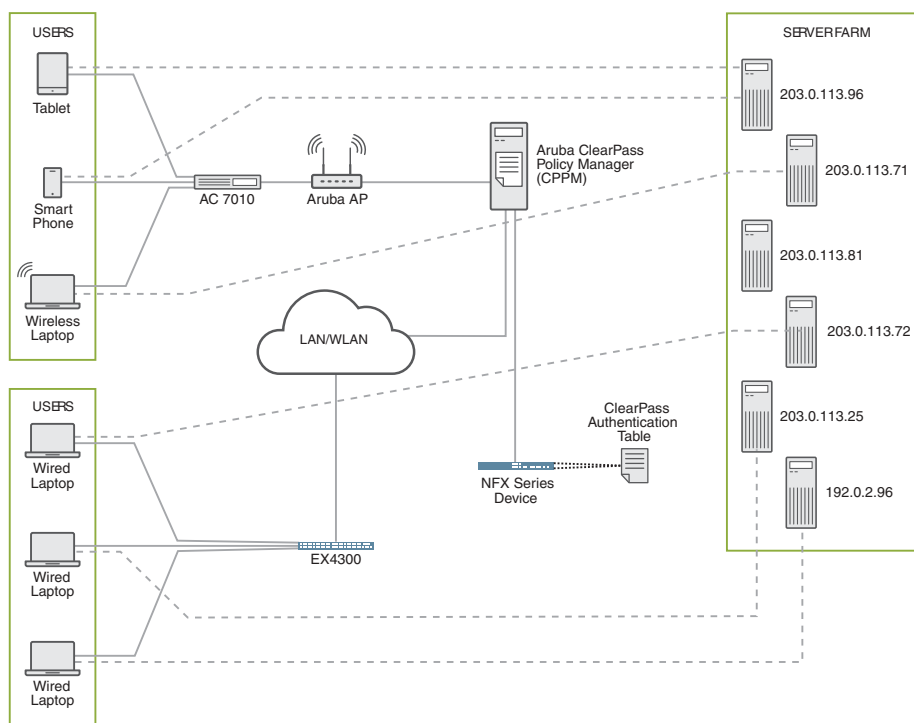 USERS
SERVER FARM
Tablet
203.0.113.96
Aruba ClearPass
Policy Manager
(CPPM)
203.0.113.71
Smart
Phone
AC 7010
Aruba AP
203.0.113.81
Wireless
Laptop
LAN/WLAN
203.0.113.72
USERS
ClearPass
Authentication
Table
203.0.113.25
Wired
Laptop
NFX Series
Device
192.0.2.96
EX4300
Wired
Laptop
Wired
Laptop